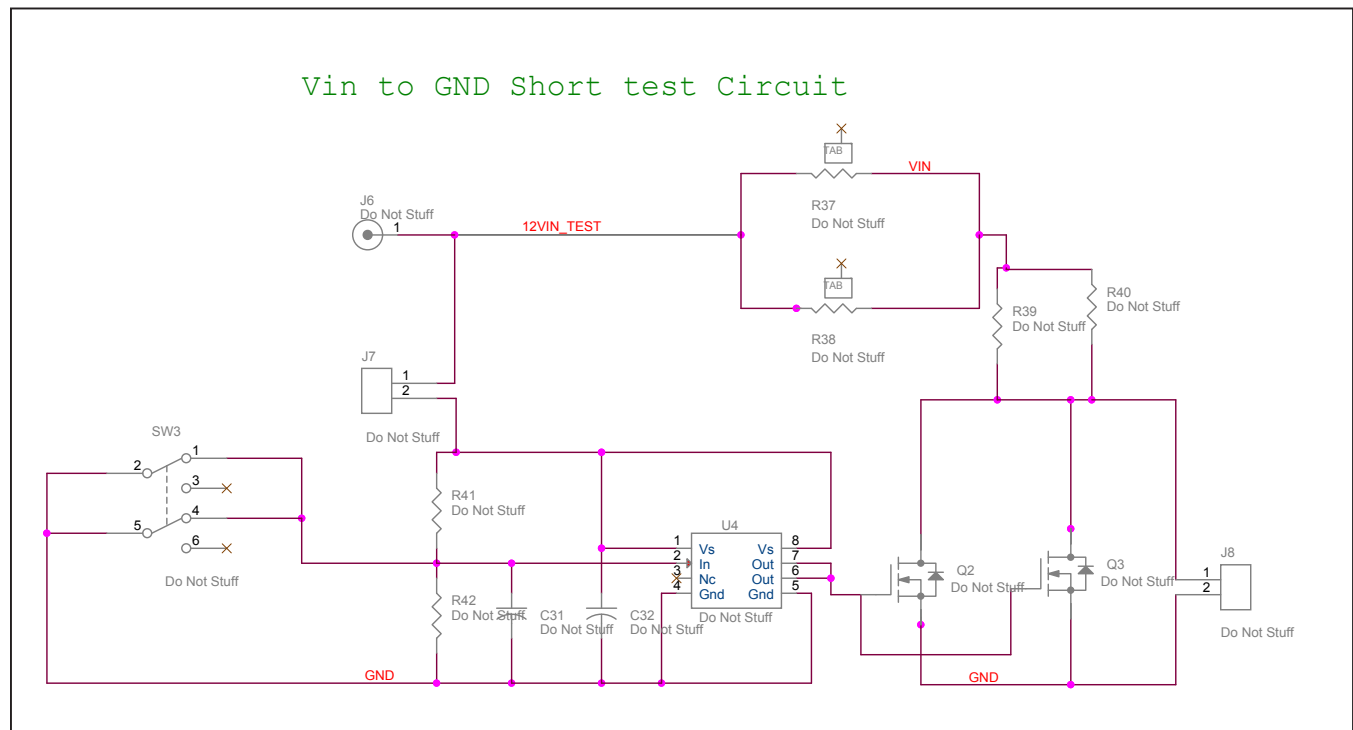 Vin to GND Short test Circuit
TAB
VIN
R37
Do Not Stuff
J6
Do Not Stuff
1
12VIN_TEST
TAB
R38
Do Not Stuff
R39
Do Not Stuff
R40
Do Not Stuff
J7
1
2
Do Not Stuff
SW3
1
2
3
4
5
6
Do Not Stuff
R41
Do Not Stuff
R42
Do Not Stuff
C31
Do Not Stuff
C32
Do Not Stuff
U4
1 Vs Vs 8
2 In Out 7
3 Nc Out 6
4 Gnd Gnd 5
Do Not Stuff
Q2
Do Not Stuff
Q3
Do Not Stuff
J8
1
2
Do Not Stuff
GND
GND